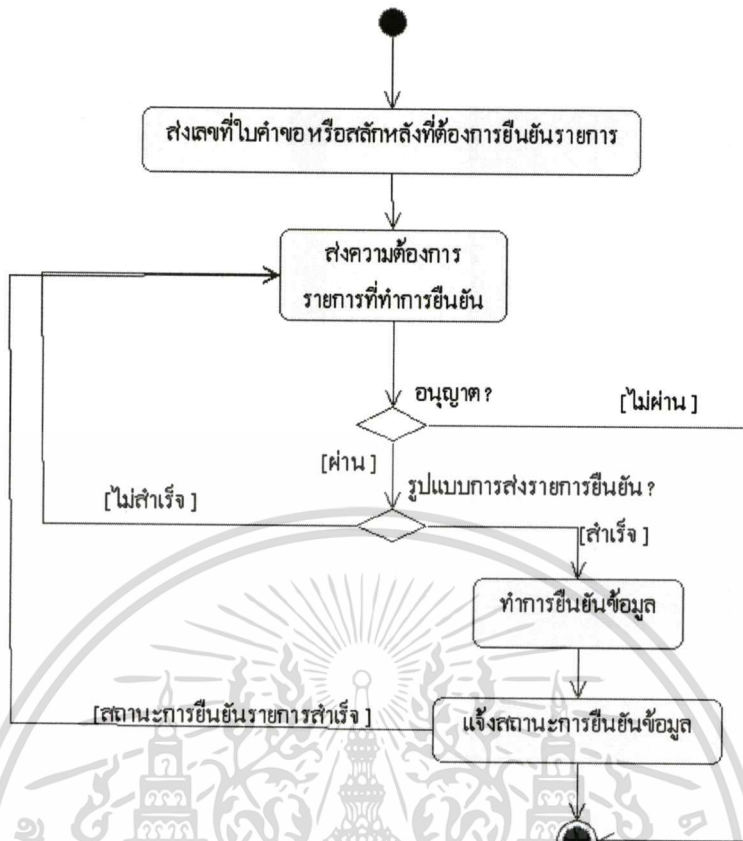 ส่งเลขที่ใบคำขอหรือสลักหลังที่ต้องการยืนยันรายการ
ส่งความต้องการ
รายการที่ทำการยืนยัน
อนุญาต?
[ไม่ผ่าน]
[ผ่าน]
รูปแบบการส่งรายการยืนยัน?
[ไม่สำเร็จ]
[สำเร็จ]
ทำการยืนยันข้อมูล
[สถานะการยืนยันรายการสำเร็จ]
แจ้งสถานะการยืนยันข้อมูล